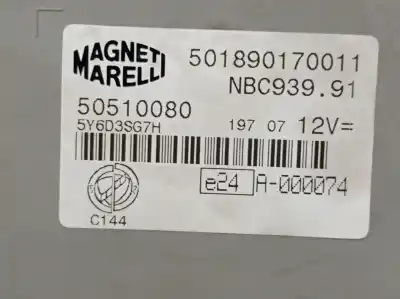 MAGNETI MARELLI
501890170011
NBC939.91
50510080
5Y6D3SG7H
197 07 12V=
e24 A-000074
C144